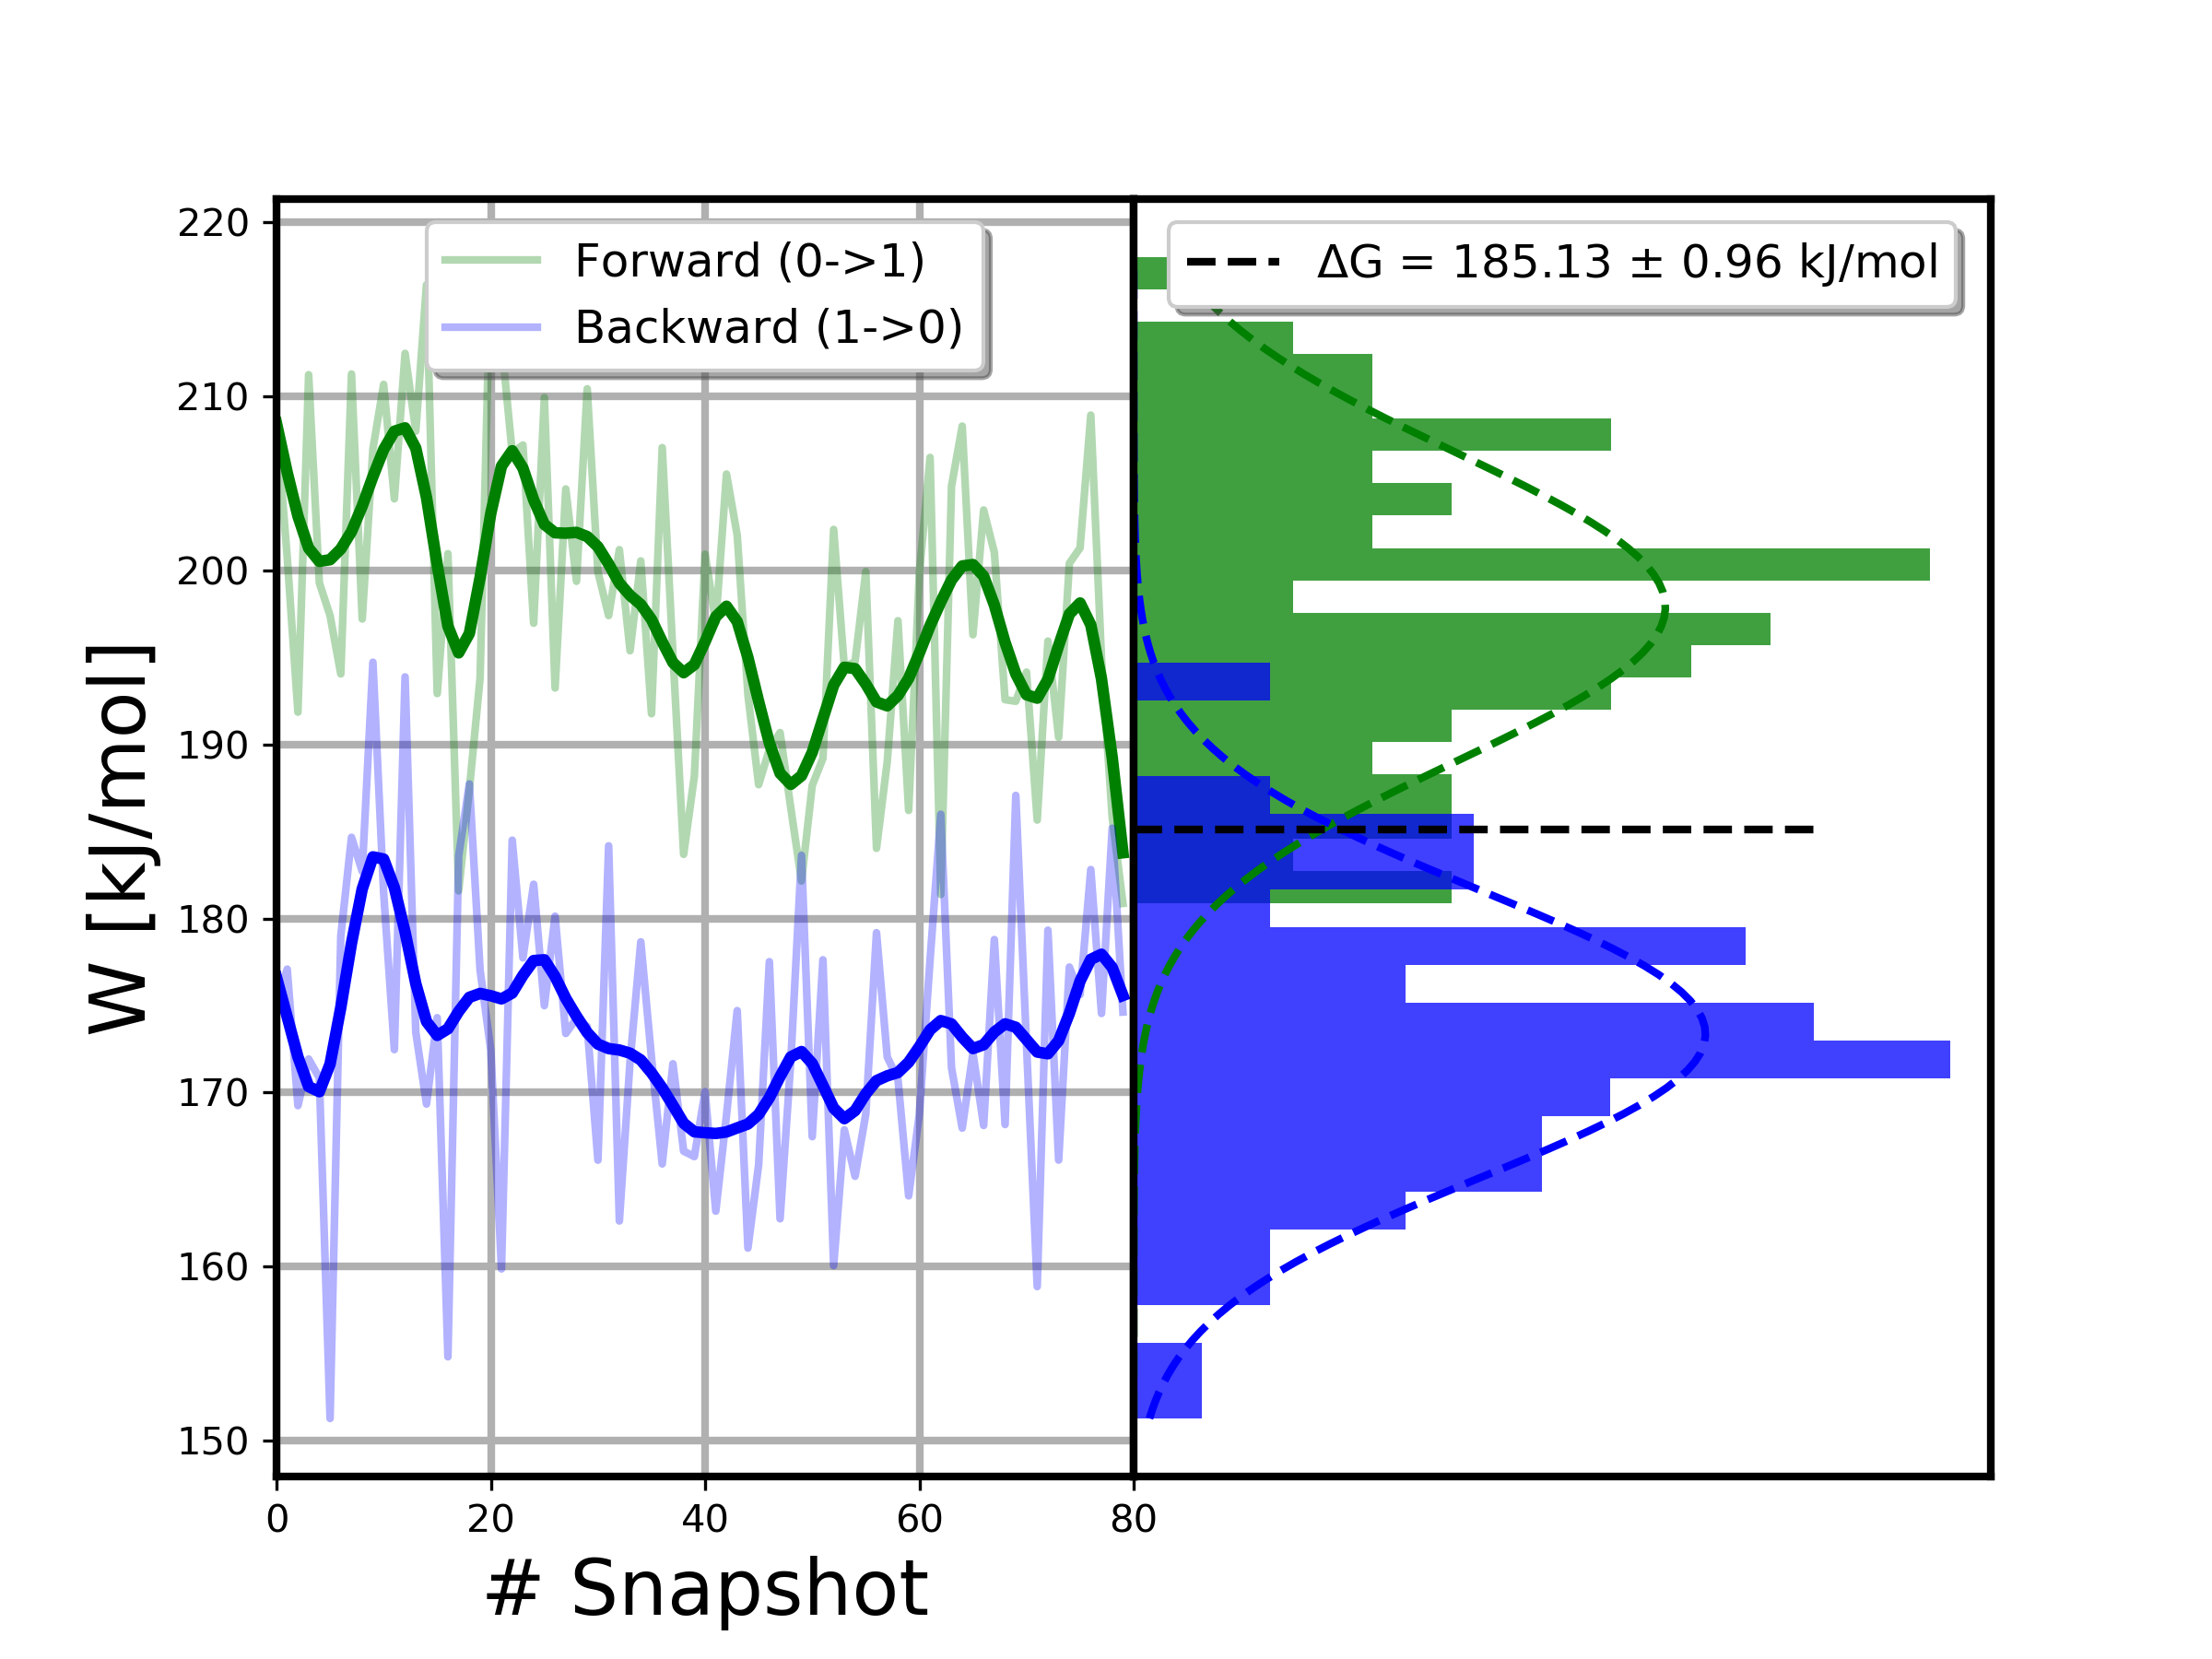 Forward (0->1)
Backward (1->0)
ΔG = 185.13 ± 0.96 kJ/mol
W [kJ/mol]
220
210
200
190
180
170
160
150
0 20 40 60 80
# Snapshot